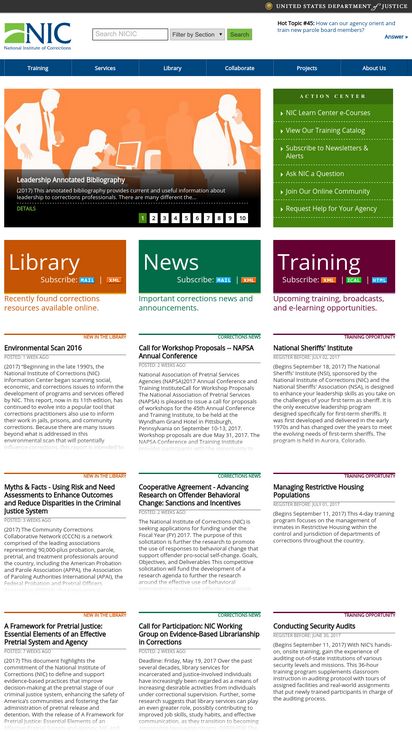 UNITED STATES DEPARTMENT of JUSTICE
NIC
National Institute of Corrections
Search NICIC
Filter by Section
Search
Hot Topic #45: How can our agency orient and
train new parole board members?
Answer »
Training
Services
Library
Collaborate
Projects
About Us
Leadership Annotated Bibliography
(2017) This annotated bibliography provides current and useful information about
leadership to corrections professionals. There are many different the...
DETAILS
1 2 3 4 5 6 7 8 9 10
ACTION CENTER
NIC Learn Center e-Courses
View Our Training Catalog
Subscribe to Newsletters &
Alerts
Ask NIC a Question
Join Our Online Community
Request Help for Your Agency
Library
Subscribe: MAIL | XML
Recently found corrections
resources available online.
News
Subscribe: MAIL | XML
Important corrections news and
announcements.
Training
Subscribe: XML | ICAL | HTML
Upcoming training, broadcasts,
and e-learning opportunities.
NEW IN THE LIBRARY
Environmental Scan 2016
POSTED: 1 WEEK AGO
(2017) "Beginning in the late 1990's, the
National Institute of Corrections (NIC)
Information Center began scanning social,
economic, and corrections issues to inform the
development of programs and services offered
by NIC. This report, now in its 11th edition, has
continued to evolve into a popular tool that
corrections practitioners also use to inform
their work in jails, prisons, and community
corrections. Because there are many issues
beyond what is addressed in this
environmental scan that will potentially
CORRECTIONS NEWS
Call for Workshop Proposals -- NAPSA
Annual Conference
POSTED: 2 WEEKS AGO
National Association of Pretrial Services
Agencies (NAPSA)2017 Annual Conference and
Training InstituteCall for Workshop Proposals
The National Association of Pretrial Services
(NAPSA) is pleased to issue a call for proposals
of workshops for the 45th Annual Conference
and Training Institute, to be held at the
Wyndham Grand Hotel in Pittsburgh,
Pennsylvania on September 10-13, 2017.
Workshop proposals are due May 31, 2017. The
NAPSA Conference and Training Institute
TRAINING OPPORTUNITY
National Sheriffs' Institute
REGISTER BEFORE: JULY 02, 2017
(Begins September 18, 2017) The National
Sheriffs' Institute (NSI), sponsored by the
National Institute of Corrections (NIC) and the
National Sheriffs' Association (NSA), is designed
to enhance your leadership skills as you take on
the challenges of your first term as sheriff. It is
the only executive leadership program
designed specifically for first-term sheriffs. It
was first developed and delivered in the early
1970s and has changed over the years to meet
the evolving needs of first-term sheriffs. The
program is held in Aurora, Colorado.
NEW IN THE LIBRARY
Myths & Facts - Using Risk and Need
Assessments to Enhance Outcomes
and Reduce Disparities in the Criminal
Justice System
POSTED: 3 WEEKS AGO
(2017) The Community Corrections
Collaborative Network (CCCN) is a network
comprised of the leading associations
representing 90,000-plus probation, parole,
pretrial, and treatment professionals around
the country, including the American Probation
and Parole Association (APPA), the Association
of Paroling Authorities International (APAI),
Federal Probation and Pretrial Officers
CORRECTIONS NEWS
Cooperative Agreement - Advancing
Research on Offender Behavioral
Change: Sanctions and Incentives
POSTED: 2 WEEKS AGO
The National Institute of Corrections (NIC) is
seeking applications for funding under the
Fiscal Year (FY) 2017. The purpose of this
solicitation is to further the research to promote
the use of responses to behavioral change that
support offender pro-social self-change. Goals,
Objectives, and Deliverables This competitive
solicitation will fund the development of a
research agenda to further the research
around the effective use of behavioral
TRAINING OPPORTUNITY
Managing Restrictive Housing
Populations
REGISTER BEFORE: JULY 01, 2017
(Begins September 11, 2017) This 4-day training
program focuses on the management of
inmates in Restrictive Housing within the
control and jurisdiction of departments of
corrections throughout the country.
NEW IN THE LIBRARY
A Framework for Pretrial Justice:
Essential Elements of an Effective
Pretrial System and Agency
POSTED: 7 WEEKS AGO
(2017) This document highlights the
commitment of the National Institute of
Corrections (NIC) to define and support
evidence-based practices that improve
decision-making at the pretrial stage of our
criminal justice system, enhancing the safety of
America's communities and fostering the fair
administration of pretrial release and
detention. With the release of A Framework for
Pretrial Justice: Essential Elements of an
CORRECTIONS NEWS
Call for Participation: NIC Working
Group on Evidence-Based Librarianship
in Corrections
POSTED: 2 WEEKS AGO
Deadline: Friday, May 19, 2017 Over the past
several decades, library services for
incarcerated and justice-involved individuals
have increasingly been regarded as a means of
increasing desirable activities from individuals
under correctional supervision. Further, some
research suggests that library services can play
an even greater role, possibly contributing to
improved job skills, study habits, and effective
communication, as they transition to becoming
TRAINING OPPORTUNITY
Conducting Security Audits
REGISTER BEFORE: JUNE 30, 2017
(Begins September 11, 2017) With NIC's hands-
on, onsite training, gain the experience of
auditing out-of-state institutions of various
security levels and missions. This 36-hour
training program supplements classroom
instruction in auditing protocol with tours of
assigned facilities and real-world assignments
that put newly trained participants in charge of
the auditing process.